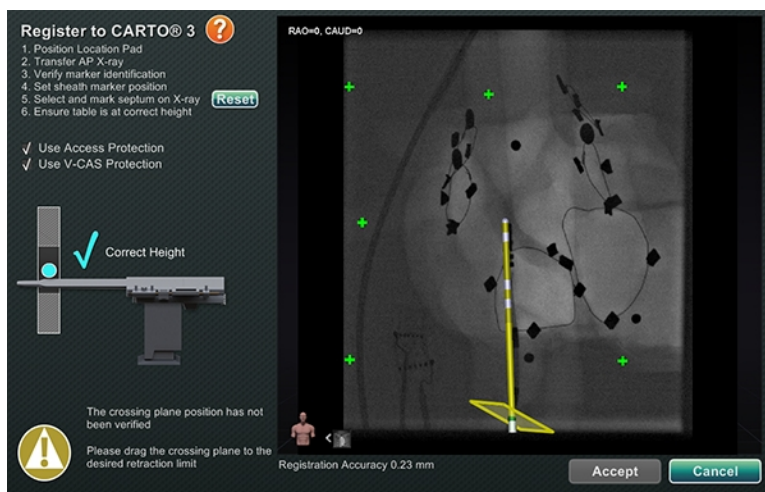 Register to CARTO® 3 ?
1. Position Location Pad
2. Transfer AP X-ray
3. Verify marker identification
4. Set sheath marker position
5. Select and mark septum on X-ray
Reset
6. Ensure table is at correct height
√ Use Access Protection
√ Use V-CAS Protection
Correct Height
The crossing plane position has not
been verified
Please drag the crossing plane to the
desired retraction limit
RAO=0, CAUD=0
<
Registration Accuracy 0.23 mm
Accept
Cancel